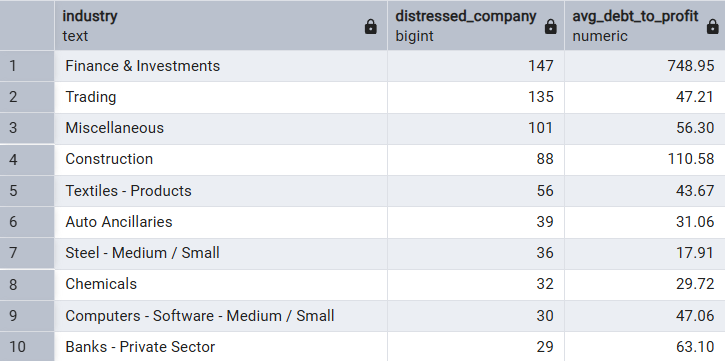 industry distressed_company avg_debt_to_profit
text bigint numeric
1 Finance & Investments 147 748.95
2 Trading 135 47.21
3 Miscellaneous 101 56.30
4 Construction 88 110.58
5 Textiles - Products 56 43.67
6 Auto Ancillaries 39 31.06
7 Steel - Medium / Small 36 17.91
8 Chemicals 32 29.72
9 Computers - Software - Medium / Small 30 47.06
10 Banks - Private Sector 29 63.10